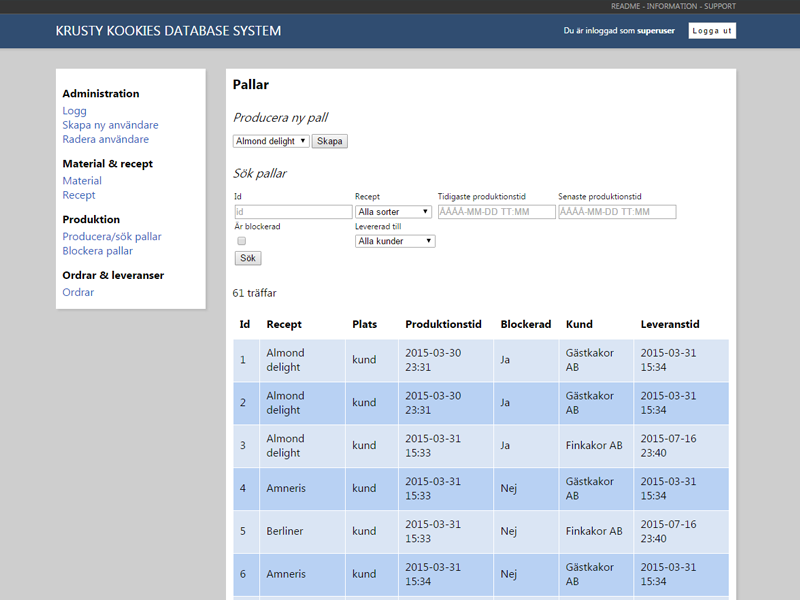 README - INFORMATION - SUPPORT
KRUSTY KOOKIES DATABASE SYSTEM
Du är inloggad som superuser
Logga ut
Administration
Logg
Skapa ny användare
Radera användare
Material & recept
Material
Recept
Produktion
Producera/sök pallar
Blockera pallar
Ordrar & leveranser
Ordrar
Pallar
Producera ny pall
Almond delight Skapa
Sök pallar
Id Recept Tidigaste produktionstid Senaste produktionstid
id Alla sorter ÅÅÅÅ-MM-DD TT:MM ÅÅÅÅ-MM-DD TT:MM
Är blockerad Levererad till
Alla kunder
Sök
61 träffar
Id Recept Plats Produktionstid Blockerad Kund Leveranstid
1 Almond delight kund 2015-03-30 23:31 Ja Gästkakor AB 2015-03-31 15:34
2 Almond delight kund 2015-03-30 23:31 Ja Gästkakor AB 2015-03-31 15:34
3 Almond delight kund 2015-03-31 15:33 Ja Finkakor AB 2015-07-16 23:40
4 Amneris kund 2015-03-31 15:33 Nej Gästkakor AB 2015-03-31 15:34
5 Berliner kund 2015-03-31 15:33 Nej Finkakor AB 2015-07-16 23:40
6 Amneris kund 2015-03-31 15:34 Nej Gästkakor AB 2015-03-31 15:34